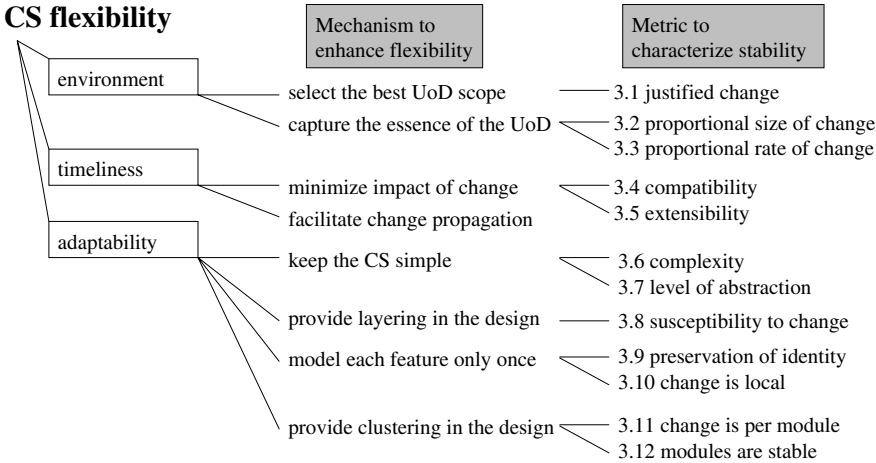 CS flexibility
Mechanism to
enhance flexibility
Metric to
characterize stability
environment
select the best UoD scope
3.1 justified change
capture the essence of the UoD
3.2 proportional size of change
3.3 proportional rate of change
timeliness
minimize impact of change
3.4 compatibility
facilitate change propagation
3.5 extensibility
adaptability
keep the CS simple
3.6 complexity
3.7 level of abstraction
provide layering in the design
3.8 susceptibility to change
model each feature only once
3.9 preservation of identity
3.10 change is local
provide clustering in the design
3.11 change is per module
3.12 modules are stable